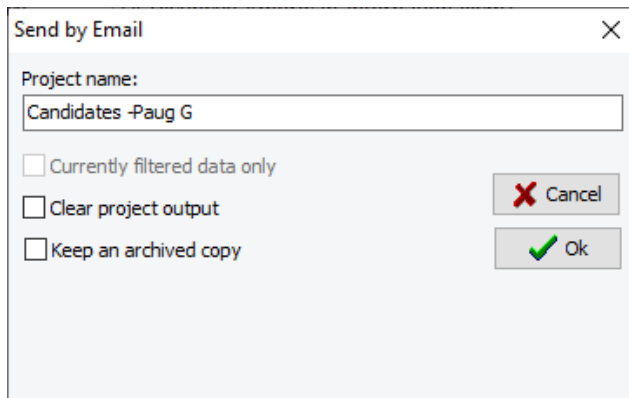 Send by Email
Project name:
Candidates -Paug G
Currently filtered data only
Clear project output
Cancel
Keep an archived copy
Ok